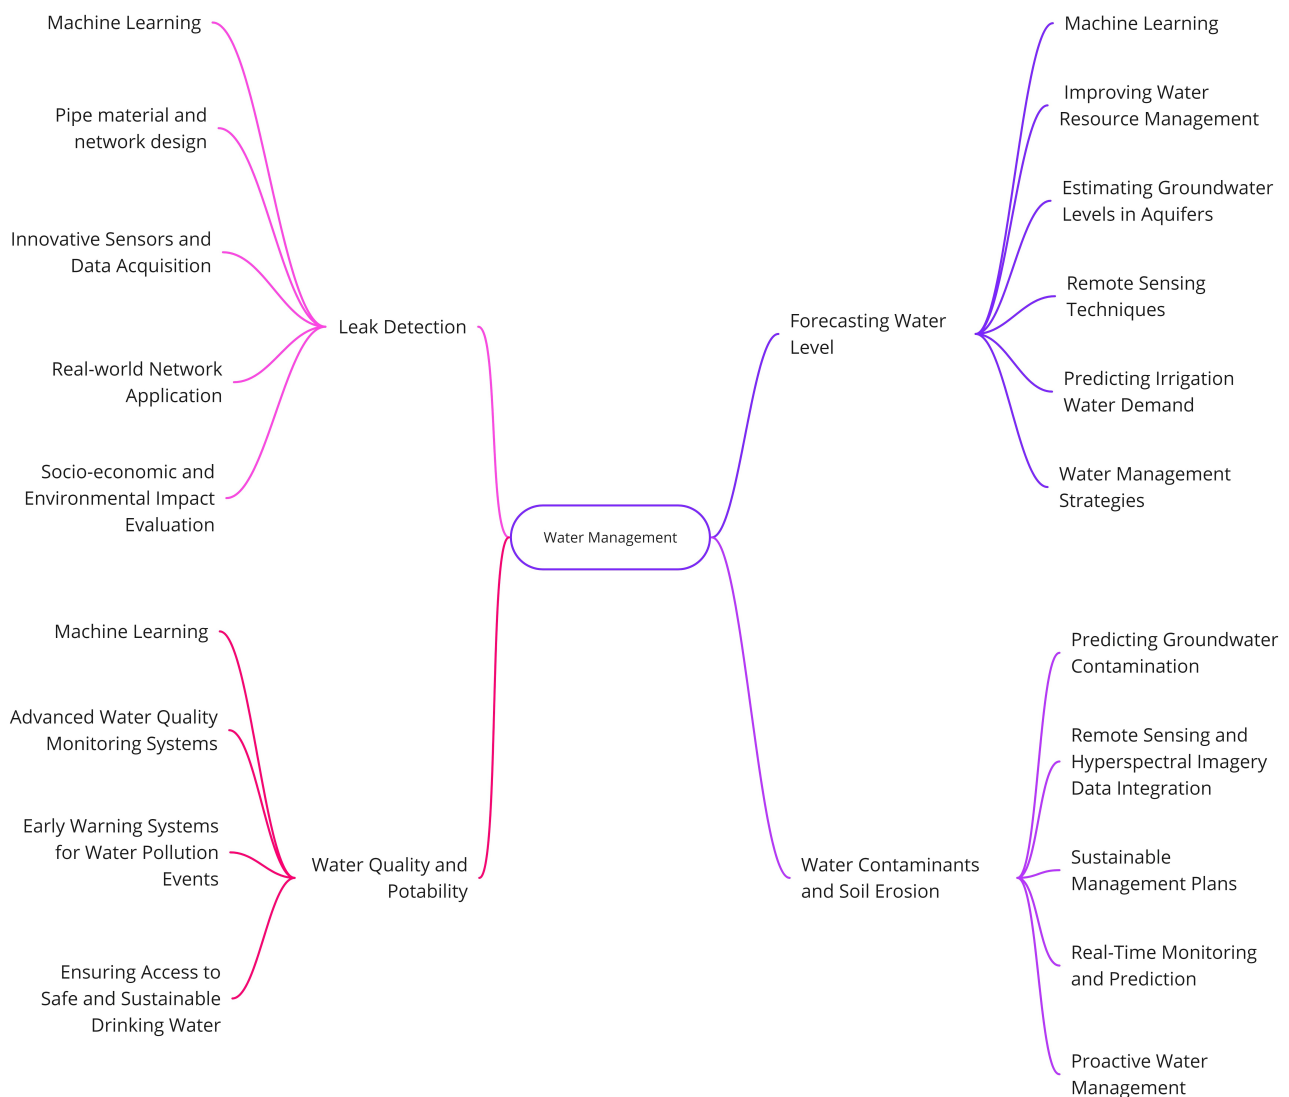 Machine Learning
Pipe material and
network design
Innovative Sensors and
Data Acquisition
Leak Detection
Real-world Network
Application
Socio-economic and
Environmental Impact
Evaluation
Machine Learning
Improving Water
Resource Management
Estimating Groundwater
Levels in Aquifers
Remote Sensing
Techniques
Forecasting Water
Level
Predicting Irrigation
Water Demand
Water Management
Strategies
Water Management
Machine Learning
Advanced Water Quality
Monitoring Systems
Early Warning Systems
for Water Pollution
Events
Water Quality and
Potability
Ensuring Access to
Safe and Sustainable
Drinking Water
Predicting Groundwater
Contamination
Remote Sensing and
Hyperspectral Imagery
Data Integration
Water Contaminants
and Soil Erosion
Sustainable
Management Plans
Real-Time Monitoring
and Prediction
Proactive Water
Management